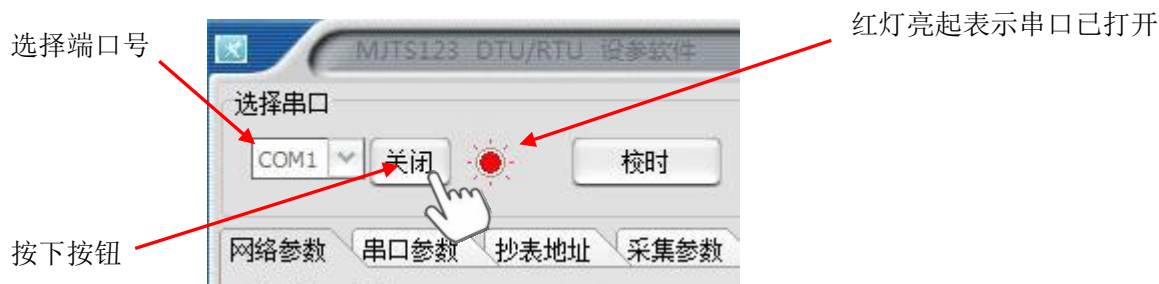 红灯亮起表示串口已打开
选择端口号
MJTS123 DTU/RTU 设参软件
选择串口
COM1 关闭 校时
按下按钮
网络参数 串口参数 抄表地址 采集参数